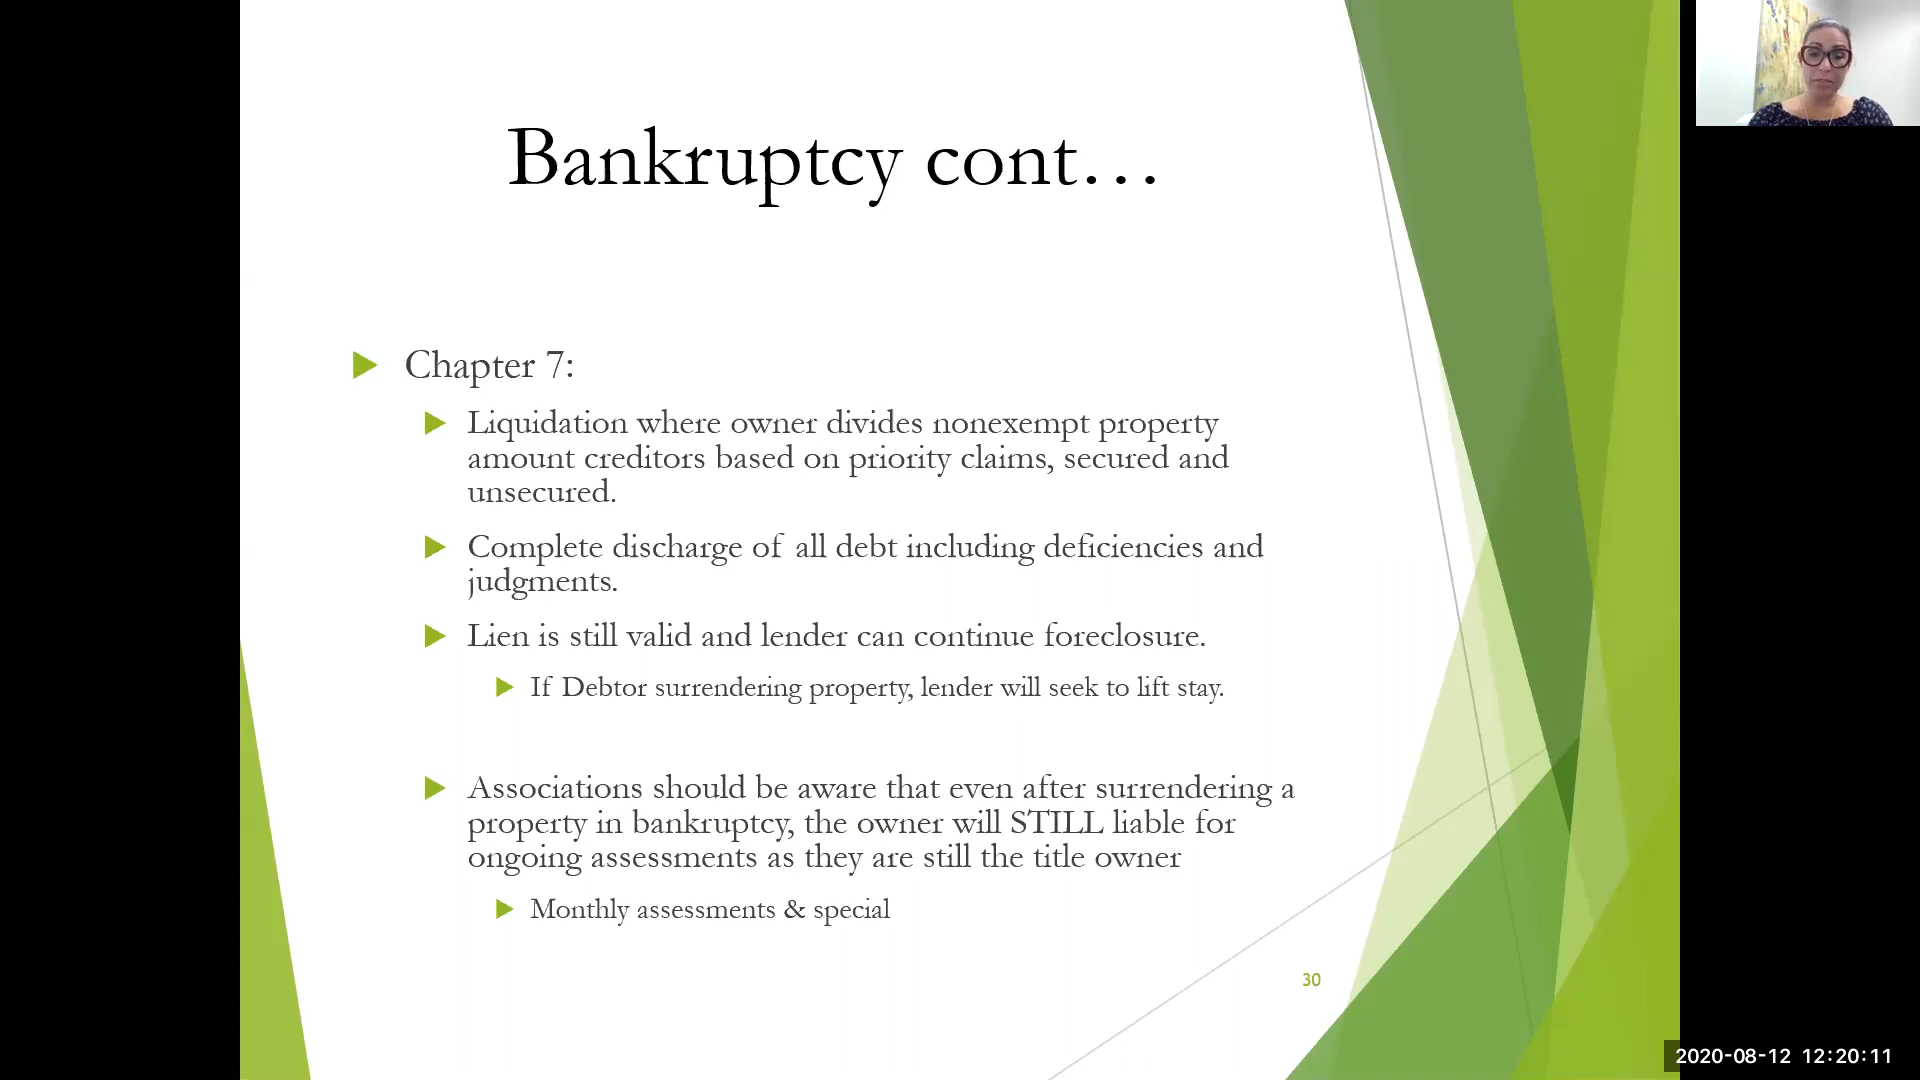 Bankruptcy cont…
Chapter 7:
Liquidation where owner divides nonexempt property
amount creditors based on priority claims, secured and
unsecured.
Complete discharge of all debt including deficiencies and
judgments.
Lien is still valid and lender can continue foreclosure.
If Debtor surrendering property, lender will seek to lift stay.
Associations should be aware that even after surrendering a
property in bankruptcy, the owner will STILL liable for
ongoing assessments as they are still the title owner
Monthly assessments & special
30
2020-08-12 12:20:11